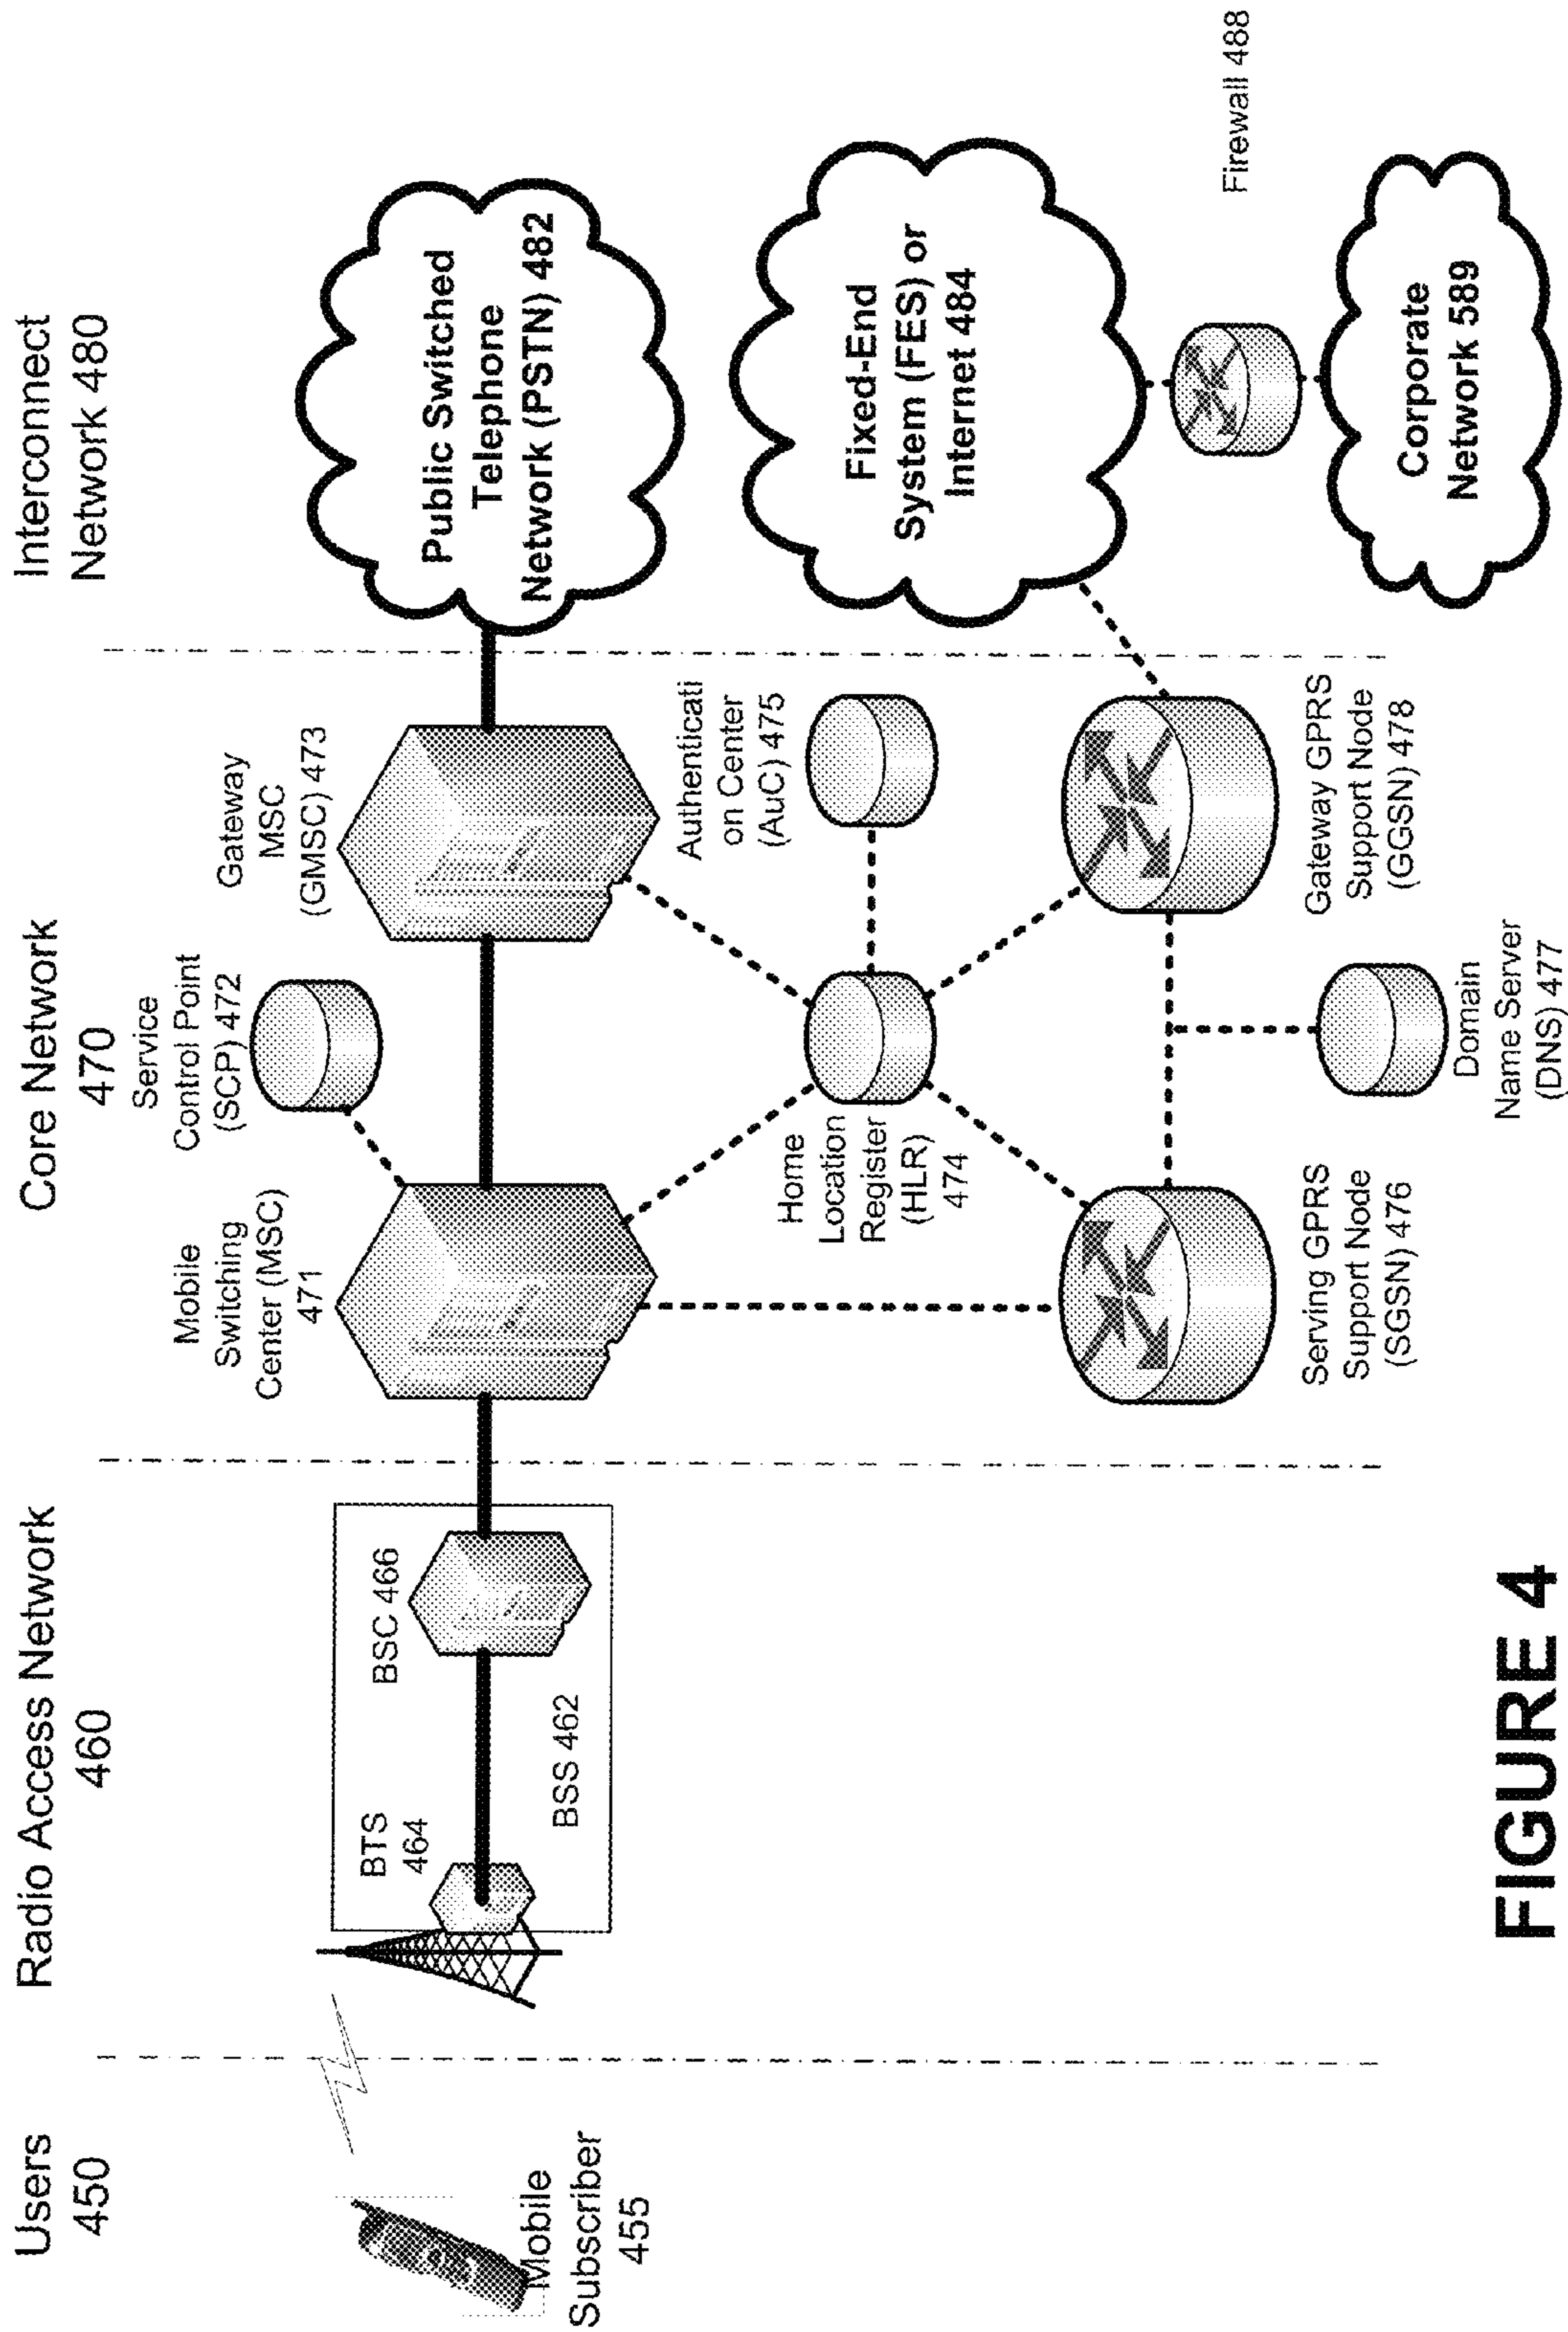 Users
450
Radio Access Network
460
Core Network
470
Interconnect
Network 480
Mobile
Subscriber
455
BTS
464
BSC 466
BSS 462
Mobile
Switching
Center (MSC)
471
Service
Control Point
(SCP) 472
Gateway
MSC
(GMSC) 473
Public Switched
Telephone
Network (PSTN) 482
Home
Location
Register
(HLR)
474
Authenticati
on Center
(AuC) 475
Fixed-End
System (FES) or
Internet 484
Serving GPRS
Support Node
(SGSN) 476
Gateway GPRS
Support Node
(GGSN) 478
Firewall 488
Domain
Name Server
(DNS) 477
Corporate
Network 589
FIGURE 4